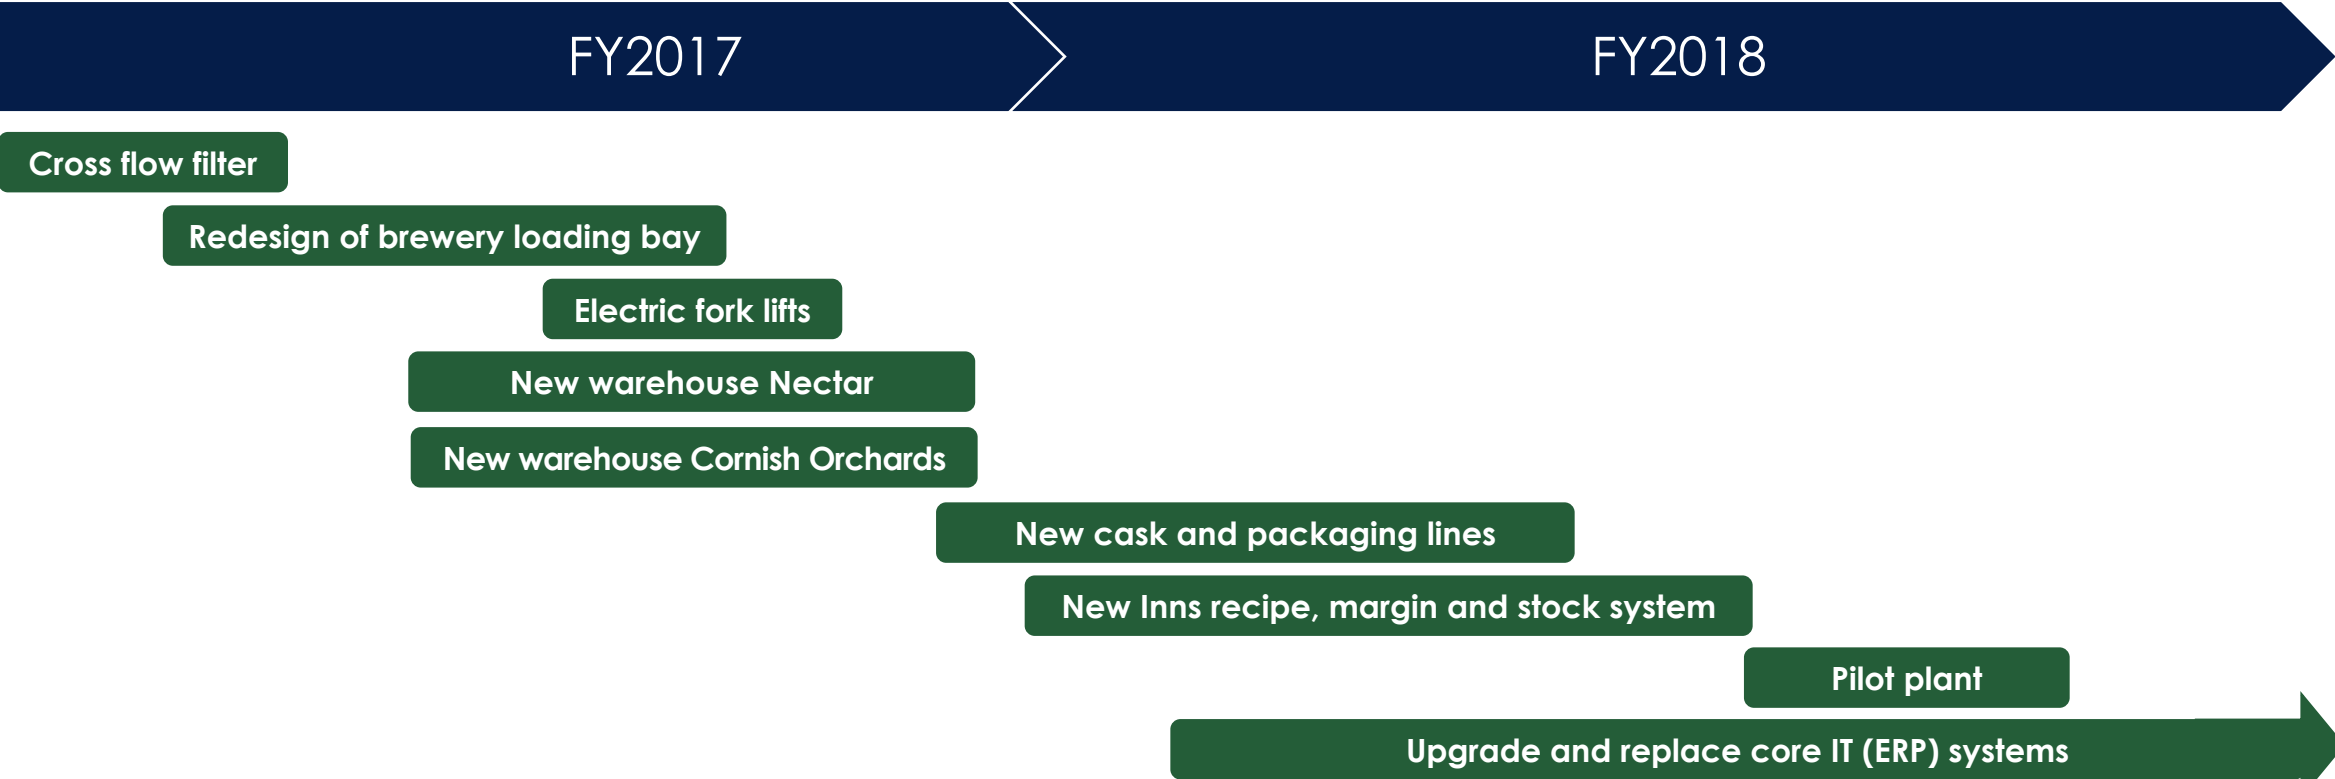 FY2017
FY2018
Cross flow filter
Redesign of brewery loading bay
Electric fork lifts
New warehouse Nectar
New warehouse Cornish Orchards
New cask and packaging lines
New Inns recipe, margin and stock system
Pilot plant
Upgrade and replace core IT (ERP) systems